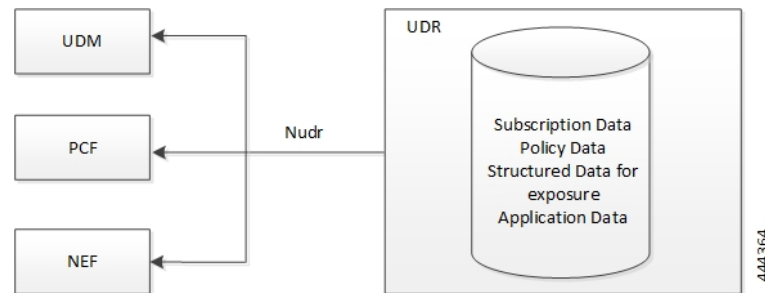 UDM
PCF
NEF
Nudr
UDR
Subscription Data
Policy Data
Structured Data for
exposure
Application Data
444364